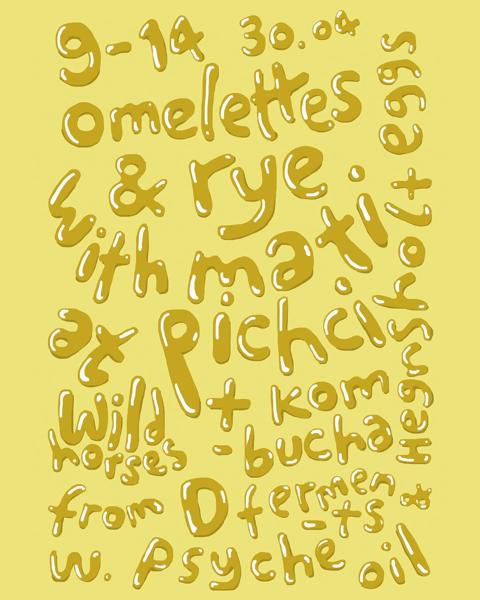 9-14 30.04
omelettes
& rye
with mati
at pichci
Wild horses
+ kom-bucha
from D ferments
w. psyche oil
& Hegnsholt eggs